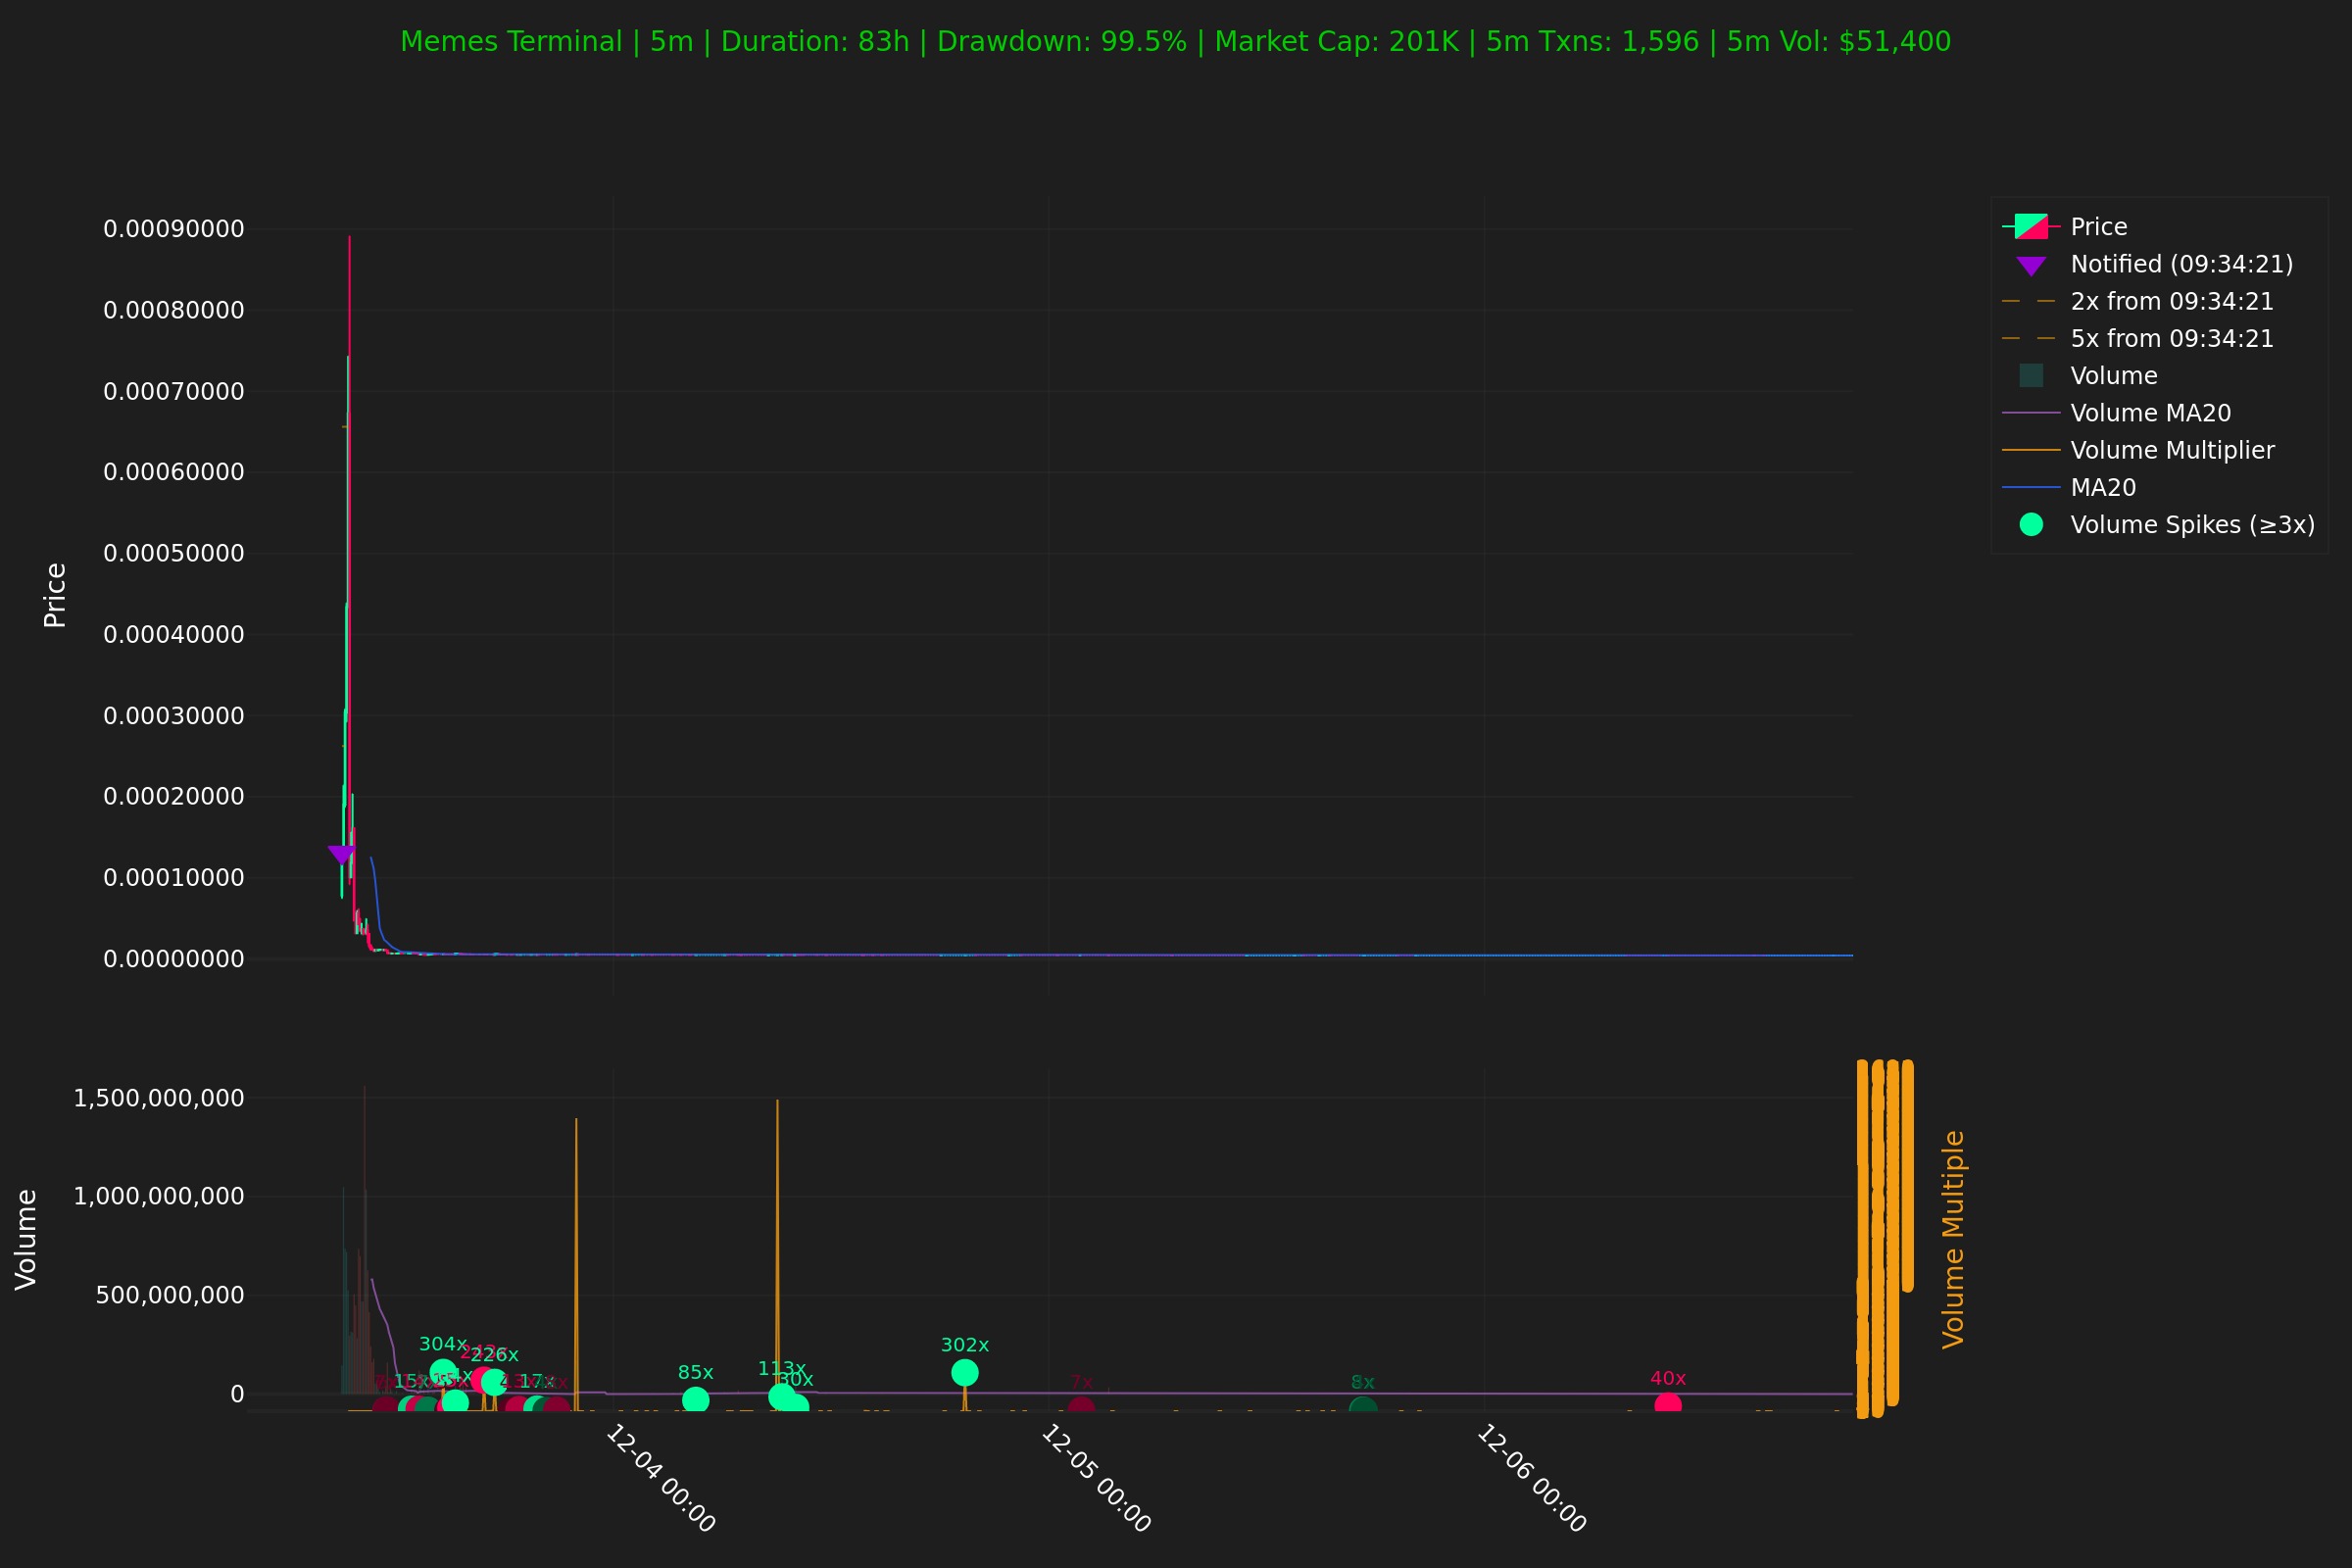 Memes Terminal | 5m | Duration: 83h | Drawdown: 99.5% | Market Cap: 201K | 5m Txns: 1,596 | 5m Vol: $51,400
Price
0.00090000
0.00080000
0.00070000
0.00060000
0.00050000
0.00040000
0.00030000
0.00020000
0.00010000
0.00000000
Price
Notified (09:34:21)
2x from 09:34:21
5x from 09:34:21
Volume
Volume MA20
Volume Multiplier
MA20
Volume Spikes (≥3x)
Volume
1,500,000,000
1,000,000,000
500,000,000
0
304x
226x
85x
113x
30x
302x
7x
8x
40x
Volume Multiple
12-04 00:00
12-05 00:00
12-06 00:00